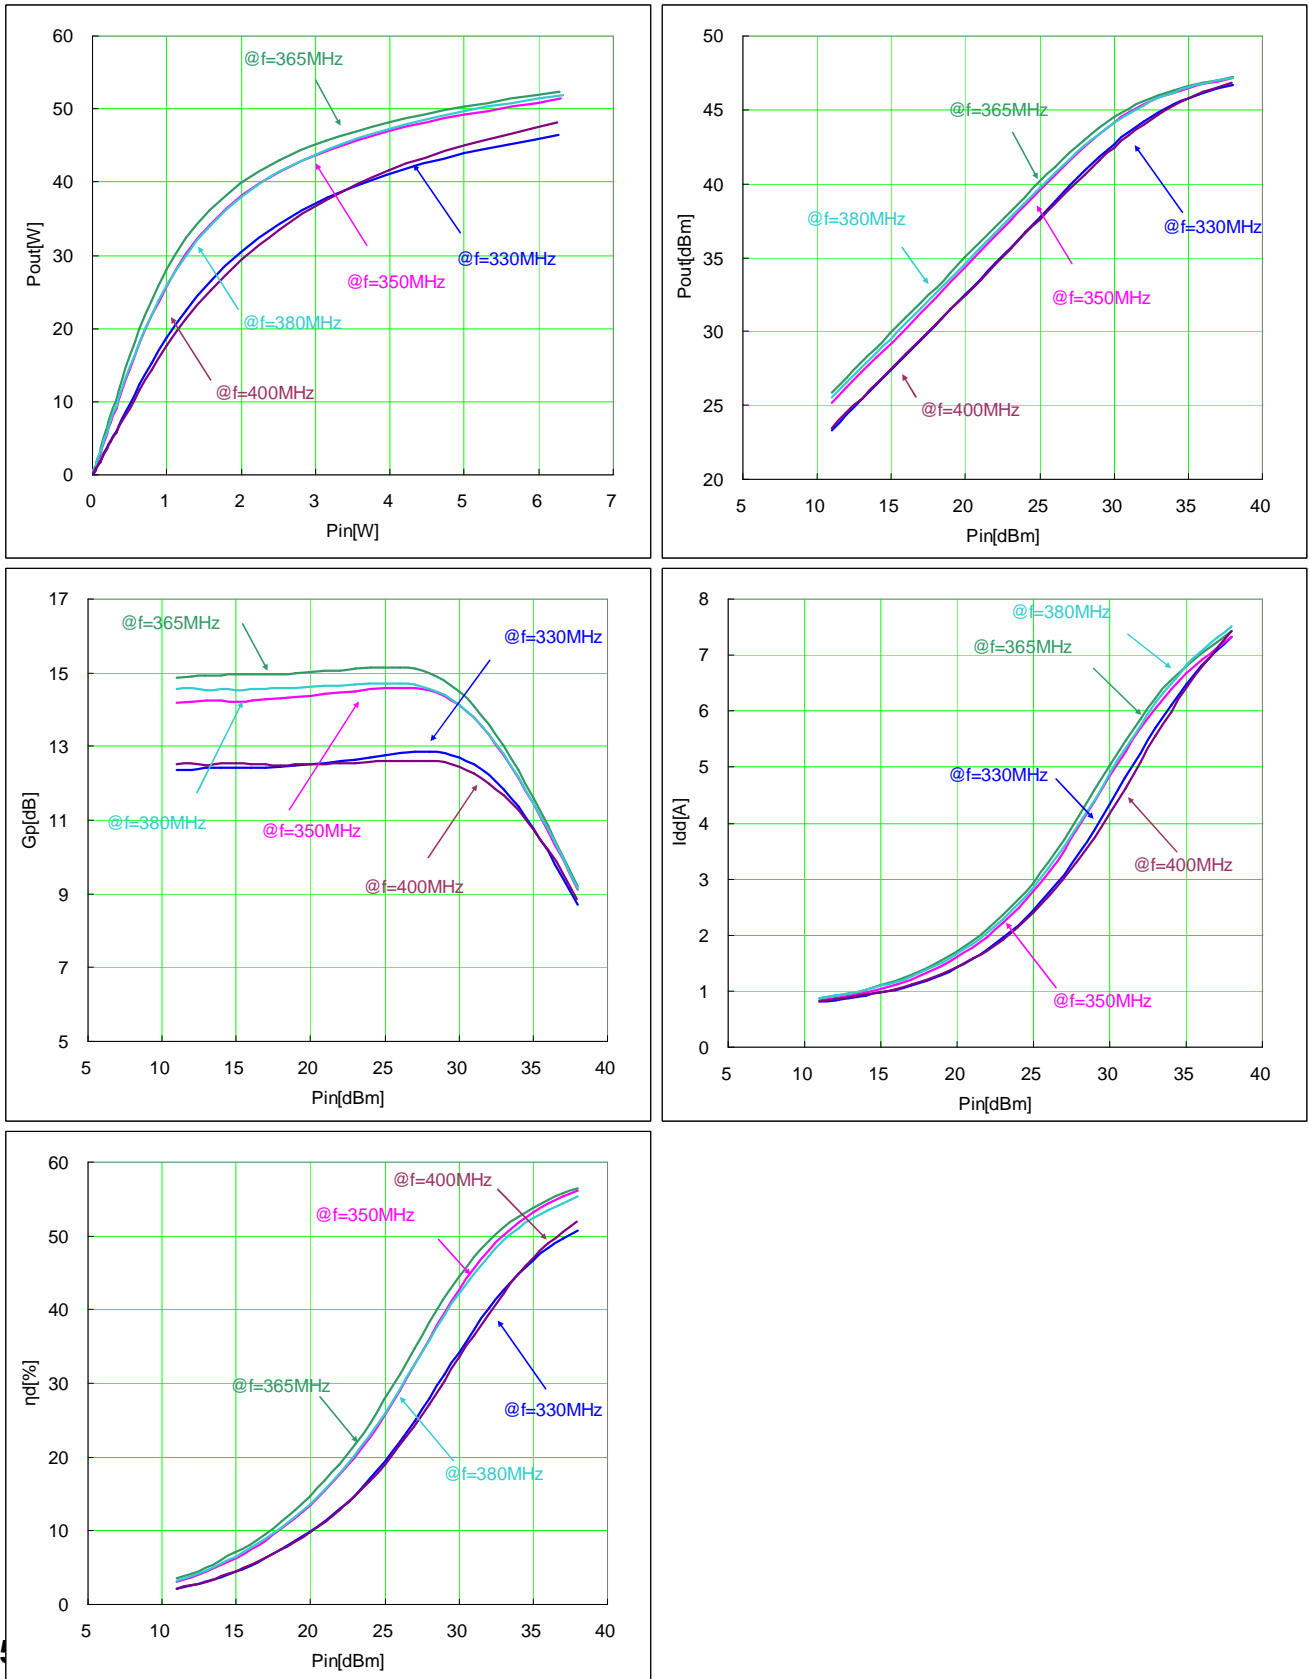 60
50
40
30
20
10
0
0 1 2 3 4 5 6 7
Pout[W]
Pin[W]
@f=365MHz
@f=330MHz
@f=350MHz
@f=380MHz
@f=400MHz
50
45
40
35
30
25
20
5 10 15 20 25 30 35 40
Pout[dBm]
Pin[dBm]
@f=365MHz
@f=380MHz
@f=330MHz
@f=350MHz
@f=400MHz
17
15
13
11
9
7
5
5 10 15 20 25 30 35 40
Gp[dB]
Pin[dBm]
@f=365MHz
@f=330MHz
@f=380MHz
@f=350MHz
@f=400MHz
8
7
6
5
4
3
2
1
0
5 10 15 20 25 30 35 40
Idd[A]
Pin[dBm]
@f=380MHz
@f=365MHz
@f=330MHz
@f=400MHz
@f=350MHz
60
50
40
30
20
10
0
5 10 15 20 25 30 35 40
ηd[%]
Pin[dBm]
@f=400MHz
@f=350MHz
@f=365MHz
@f=330MHz
@f=380MHz